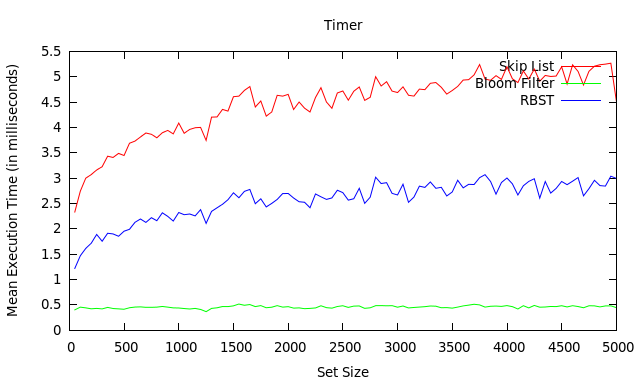 Timer
Mean Execution Time (in milliseconds)
5.5
5
4.5
4
3.5
3
2.5
2
1.5
1
0.5
0
Skip List
Bloom Filter
RBST
0 500 1000 1500 2000 2500 3000 3500 4000 4500 5000
Set Size